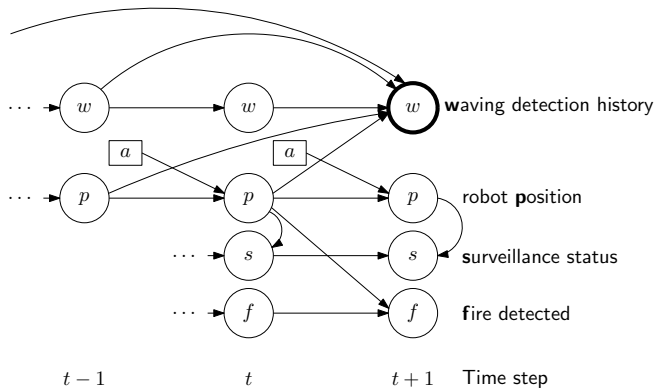 ... w w w waving detection history
a a
... p p p robot position
... s s surveillance status
... f f fire detected
t − 1 t t + 1 Time step